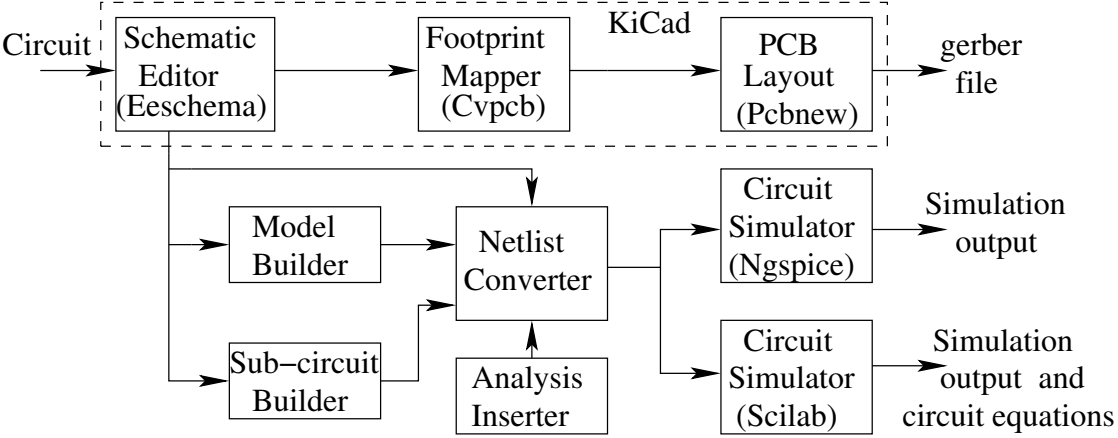 KiCad
Circuit
Schematic
Editor
(Eeschema)
Footprint
Mapper
(Cvpcb)
PCB
Layout
(Pcbnew)
gerber
file
Model
Builder
Sub-circuit
Builder
Netlist
Converter
Analysis
Inserter
Circuit
Simulator
(Ngspice)
Simulation
output
Circuit
Simulator
(Scilab)
Simulation
output and
circuit equations